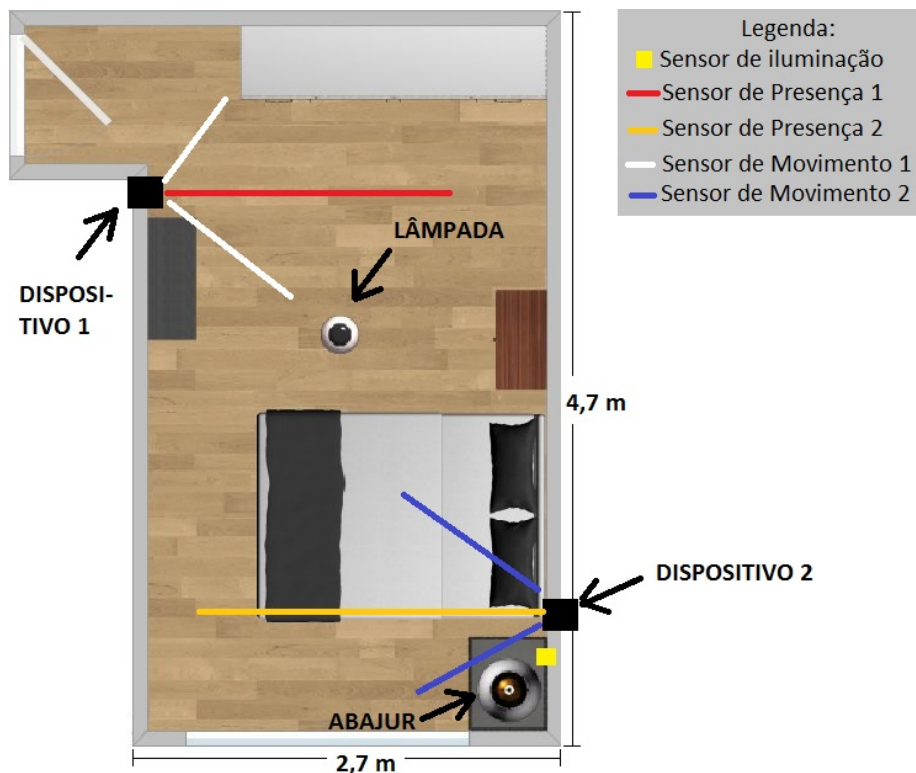 Legenda:
Sensor de iluminação
Sensor de Presença 1
Sensor de Presença 2
Sensor de Movimento 1
Sensor de Movimento 2
LÂMPADA
DISPOSI-
TIVO 1
4,7 m
DISPOSITIVO 2
ABAJUR
2,7 m